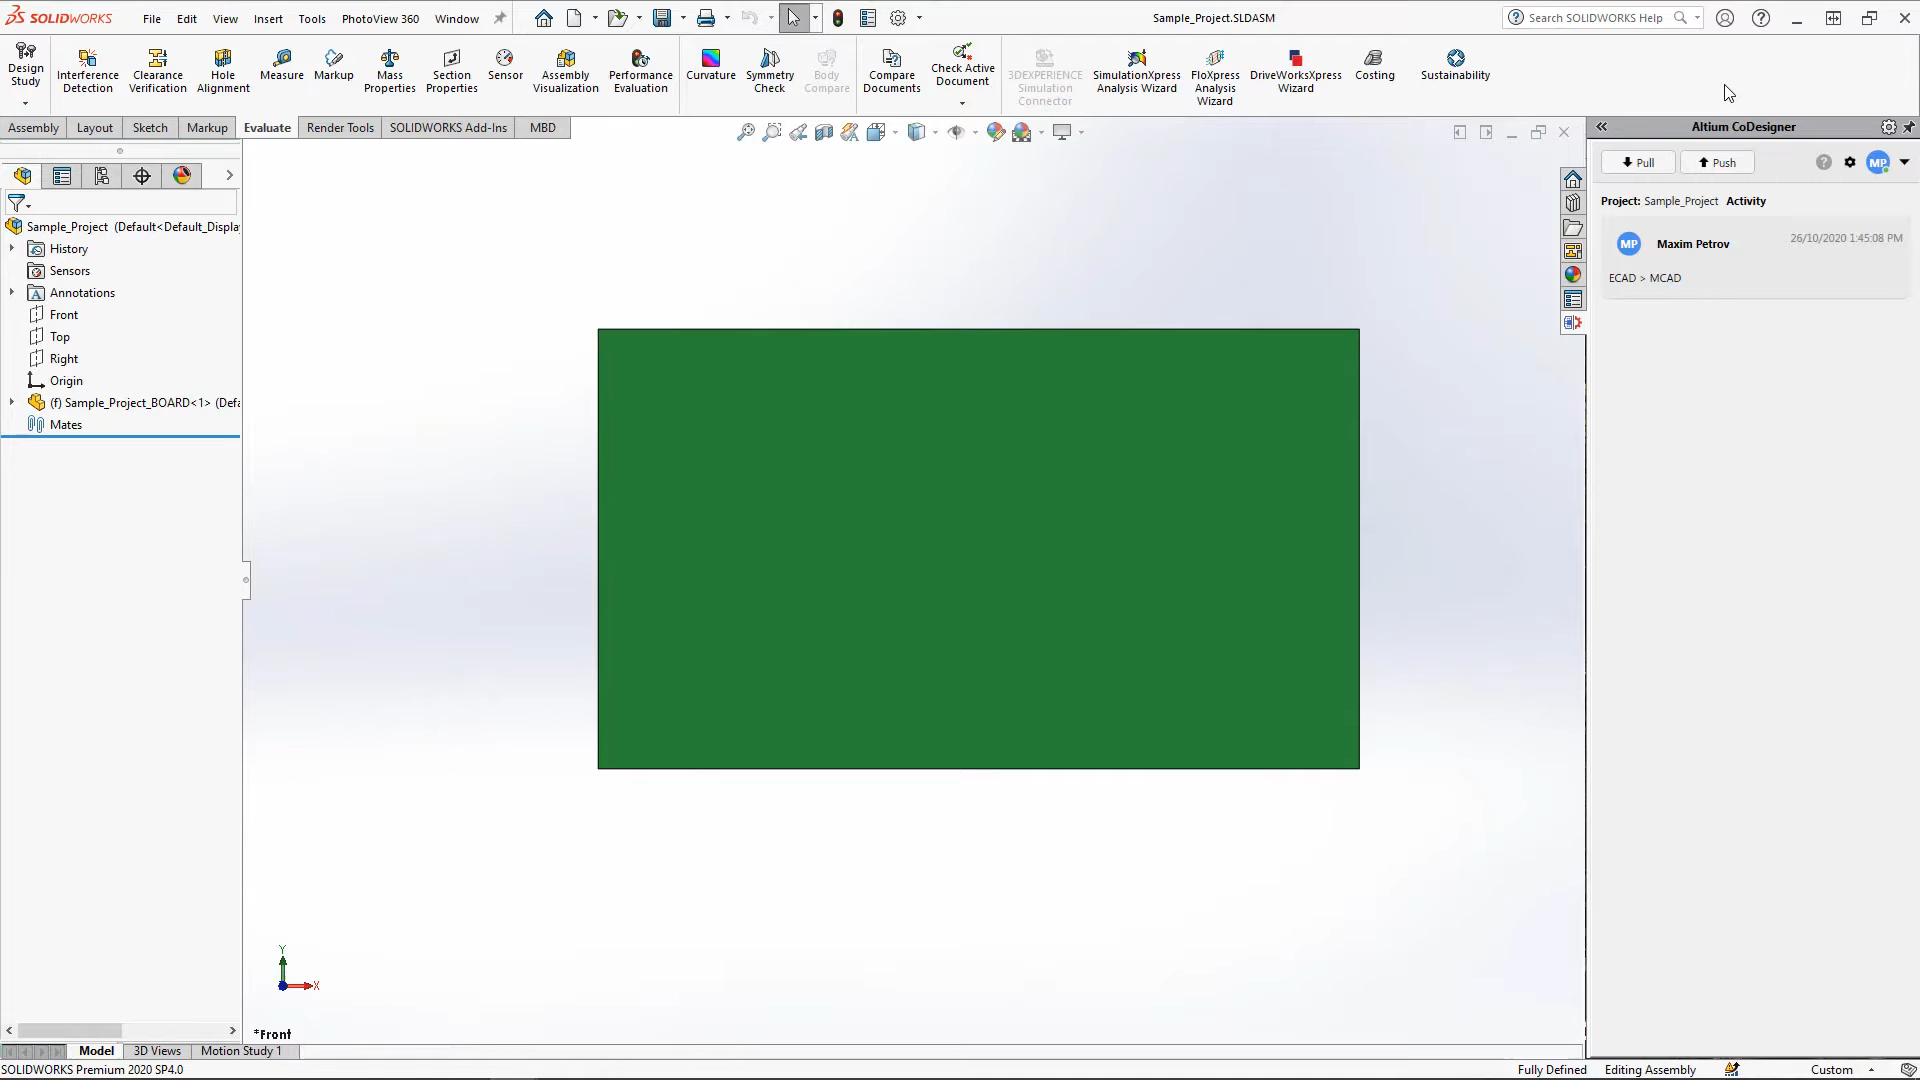 SOLIDWORKS File Edit View Insert Tools PhotoView 360 Window Sample_Project.SLDASM Search SOLIDWORKS Help
Design Study
Interference Detection
Clearance Verification
Hole Alignment
Measure
Markup
Mass Properties
Section Properties
Sensor
Assembly Visualization
Performance Evaluation
Curvature
Symmetry Check
Body Compare
Compare Documents
Check Active Document
3DEXPERIENCE Simulation Connector
SimulationXpress Analysis Wizard
FloXpress Analysis Wizard
DriveWorksXpress Wizard
Costing
Sustainability
Assembly Layout Sketch Markup Evaluate Render Tools SOLIDWORKS Add-Ins MBD
Altium CoDesigner
Pull Push MP
Project: Sample_Project Activity
MP Maxim Petrov 26/10/2020 1:45:08 PM
ECAD > MCAD
Sample_Project (Default<Default_Displa
History
Sensors
Annotations
Front
Top
Right
Origin
(f) Sample_Project_BOARD<1> (Defa
Mates
Y
X
*Front
Model 3D Views Motion Study 1
SOLIDWORKS Premium 2020 SP4.0 Fully Defined Editing Assembly Custom